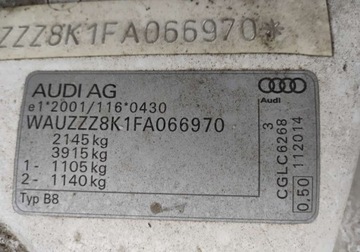 ZZZ8K1FA066970*
AUDI AG
e1*2001/116*0430
Audi
WAUZZZ8K1FA066970
2145 kg
3915 kg
1- 1105 kg
2- 1140 kg
Typ B8
3
CGLC6268
112014
0,50